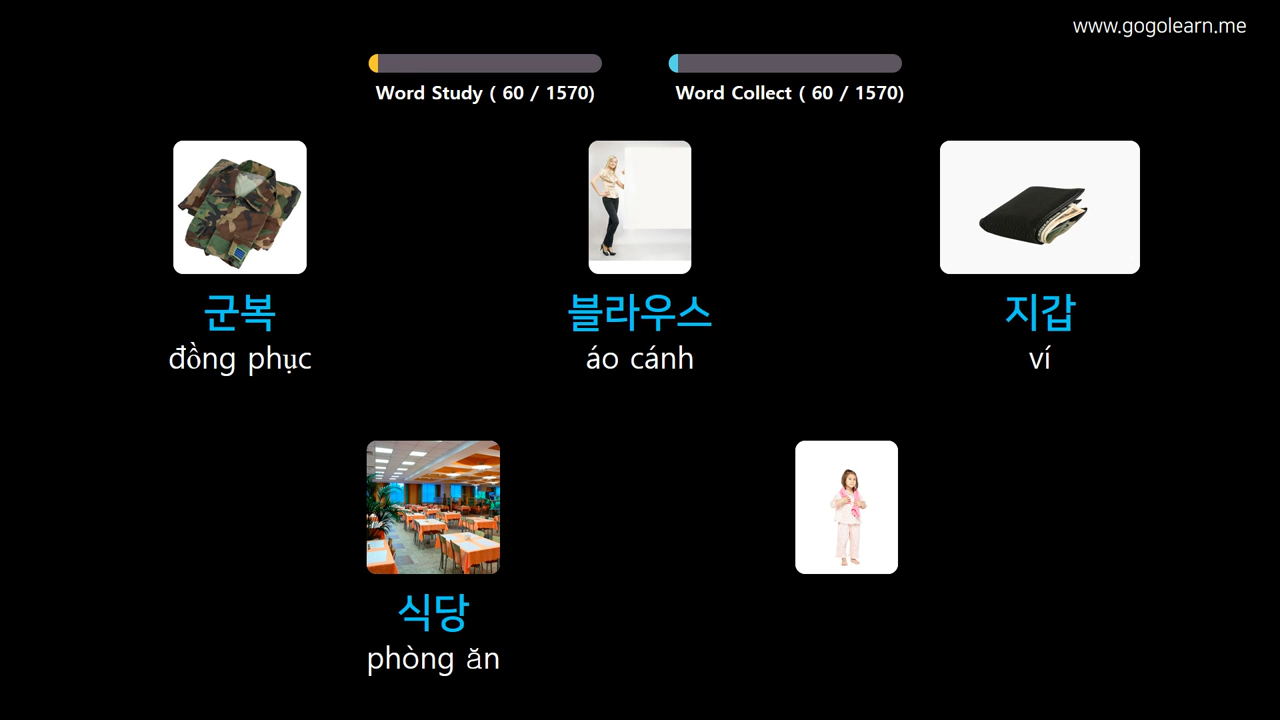 www.gogolearn.me
Word Study ( 60 / 1570)
Word Collect ( 60 / 1570)
군복
đồng phục
블라우스
áo cánh
지갑
ví
식당
phòng ăn